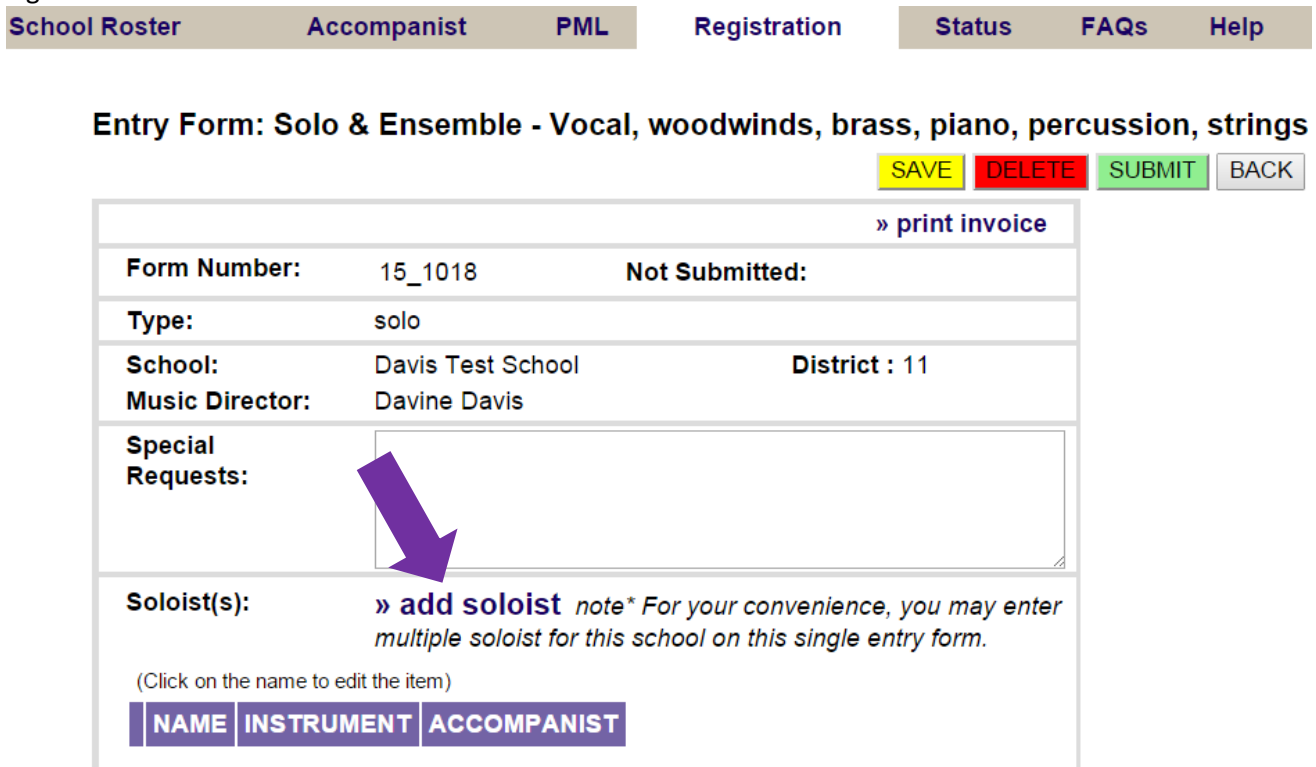 School Roster Accompanist PML Registration Status FAQs Help
Entry Form: Solo & Ensemble - Vocal, woodwinds, brass, piano, percussion, strings
SAVE DELETE SUBMIT BACK
» print invoice
Form Number: 15_1018 Not Submitted:
Type: solo
School: Davis Test School District : 11
Music Director: Davine Davis
Special
Requests:
Soloist(s): » add soloist note* For your convenience, you may enter
multiple soloist for this school on this single entry form.
(Click on the name to edit the item)
NAME INSTRUMENT ACCOMPANIST